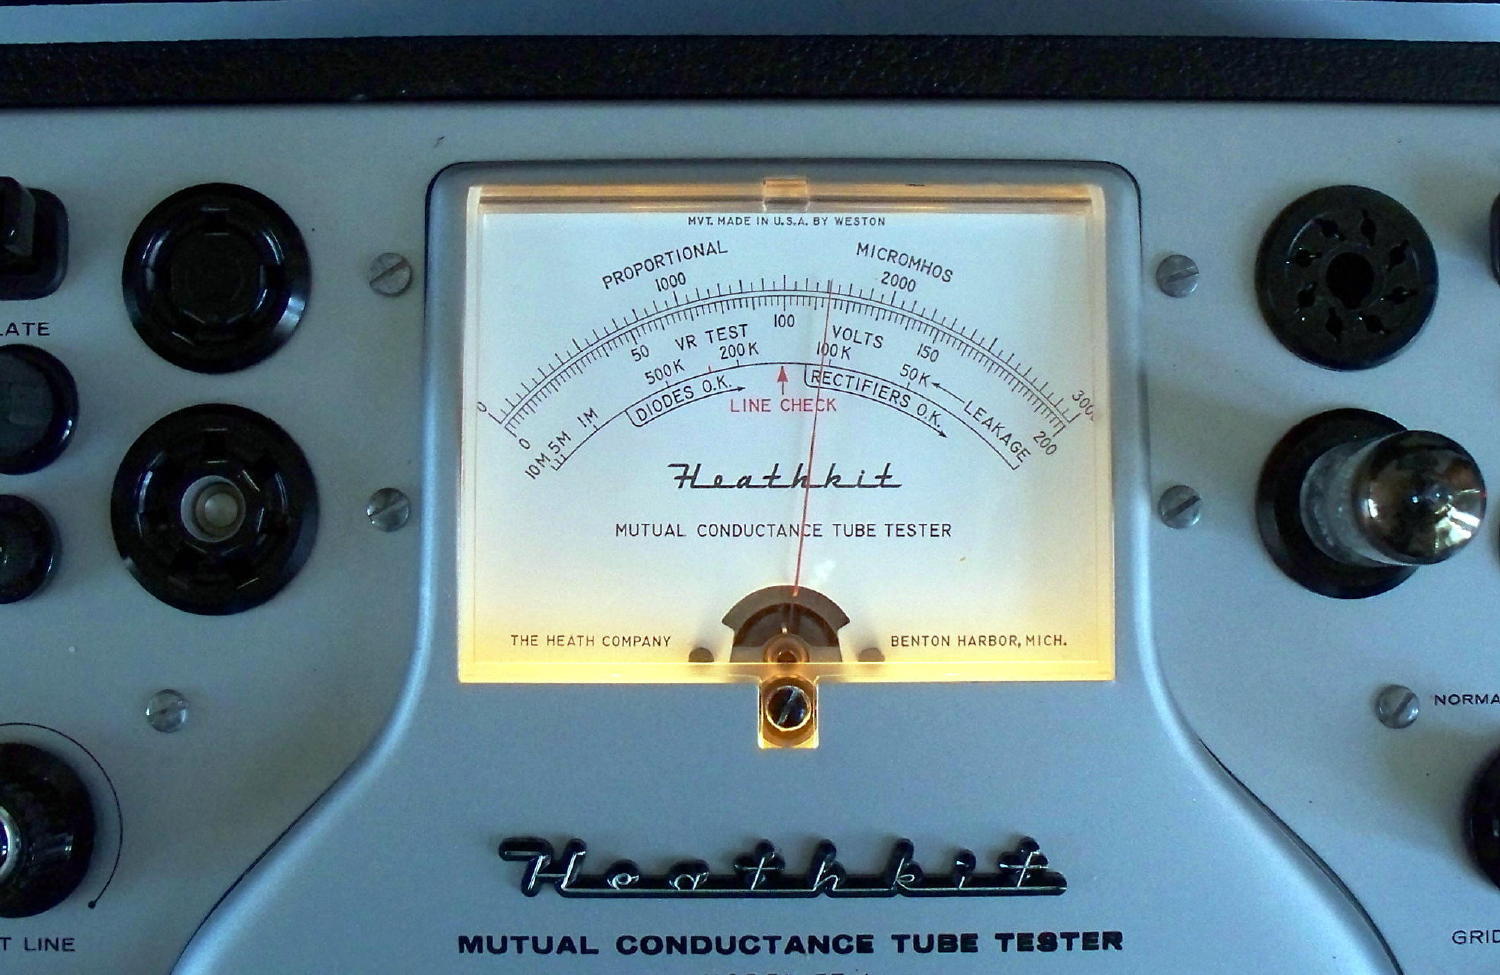 MVT. MADE IN U.S.A. BY WESTON
PROPORTIONAL MICROMHOS
0 1000 2000 3000
0 50 100 150 200
VR TEST VOLTS
10M 5M 1M 500K 200K 100K 50K LEAKAGE
DIODES O.K. RECTIFIERS O.K.
LINE CHECK
Heathkit
MUTUAL CONDUCTANCE TUBE TESTER
THE HEATH COMPANY BENTON HARBOR, MICH.
LATE
NORMA
Heathkit
T LINE
MUTUAL CONDUCTANCE TUBE TESTER
GRID